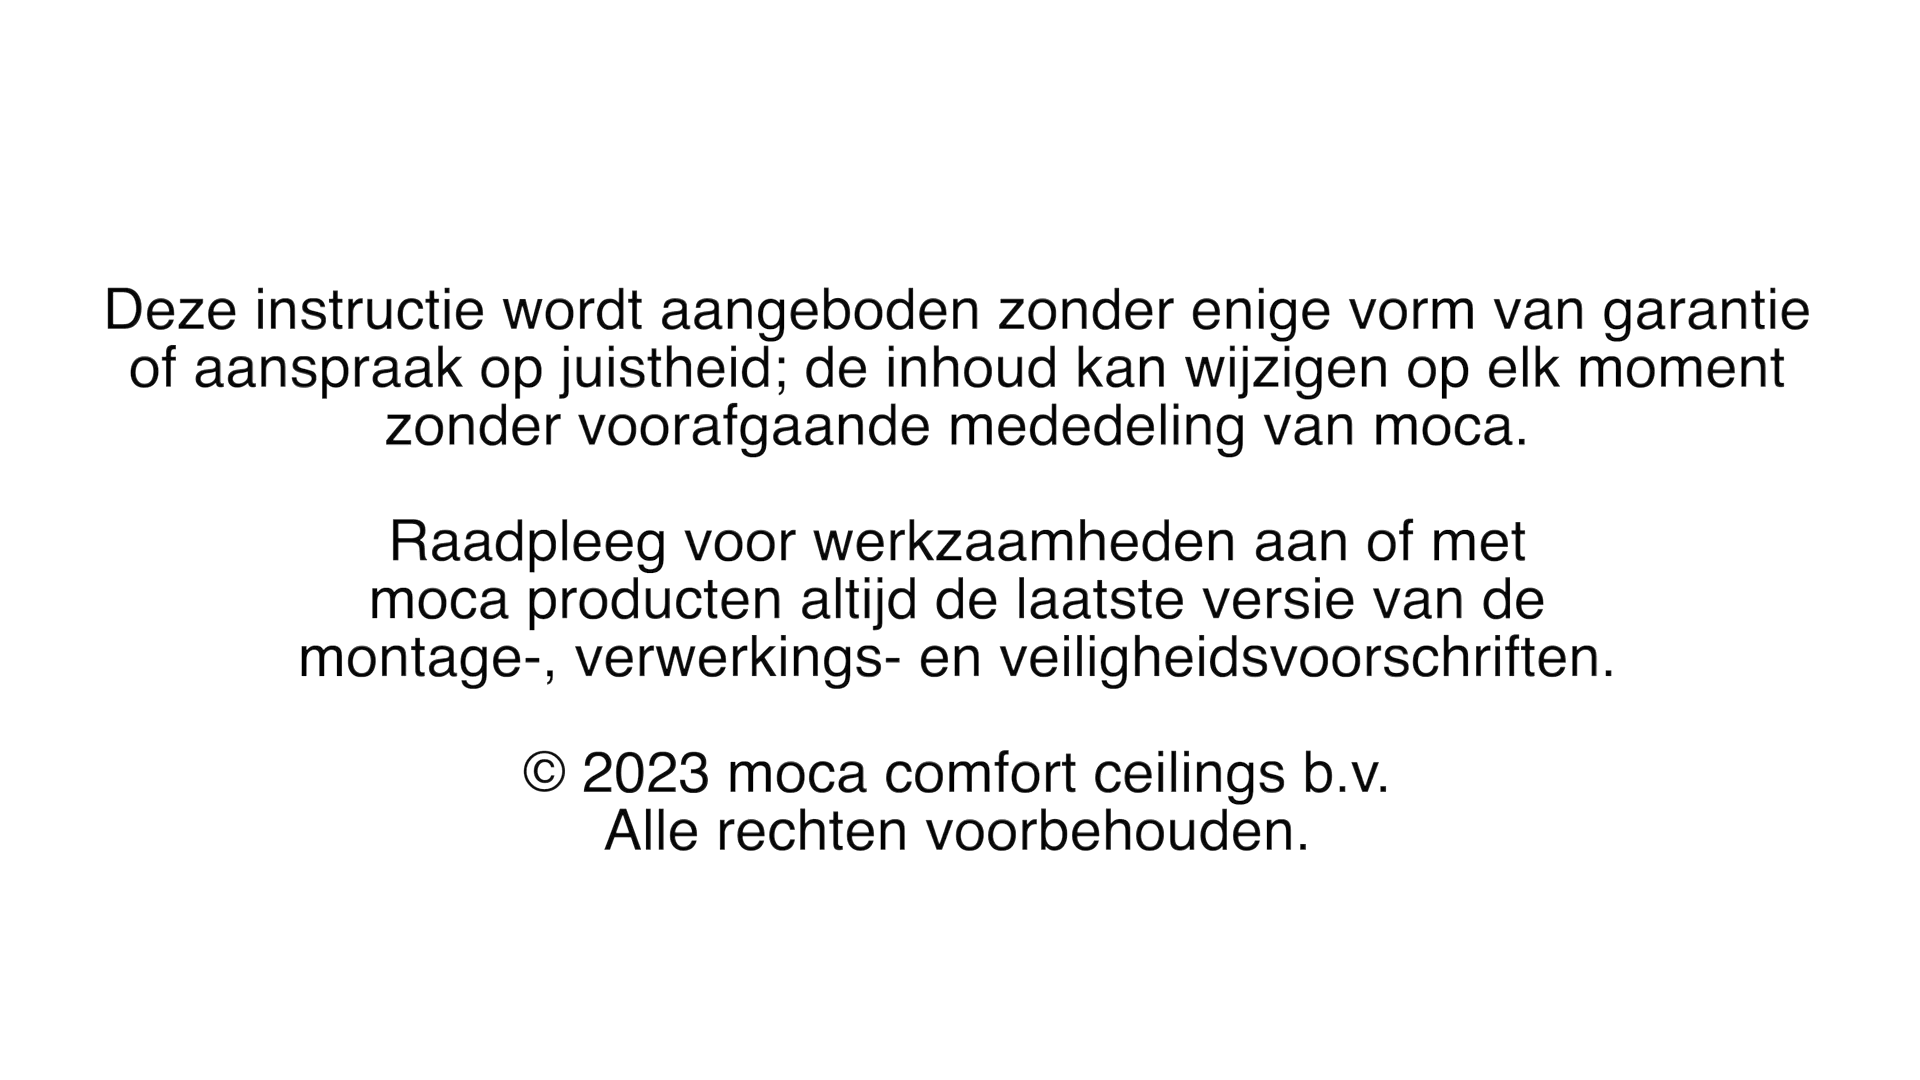 Deze instructie wordt aangeboden zonder enige vorm van garantie
of aanspraak op juistheid; de inhoud kan wijzigen op elk moment
zonder voorafgaande mededeling van moca.
Raadpleeg voor werkzaamheden aan of met
moca producten altijd de laatste versie van de
montage-, verwerkings- en veiligheidsvoorschriften.
© 2023 moca comfort ceilings b.v.
Alle rechten voorbehouden.